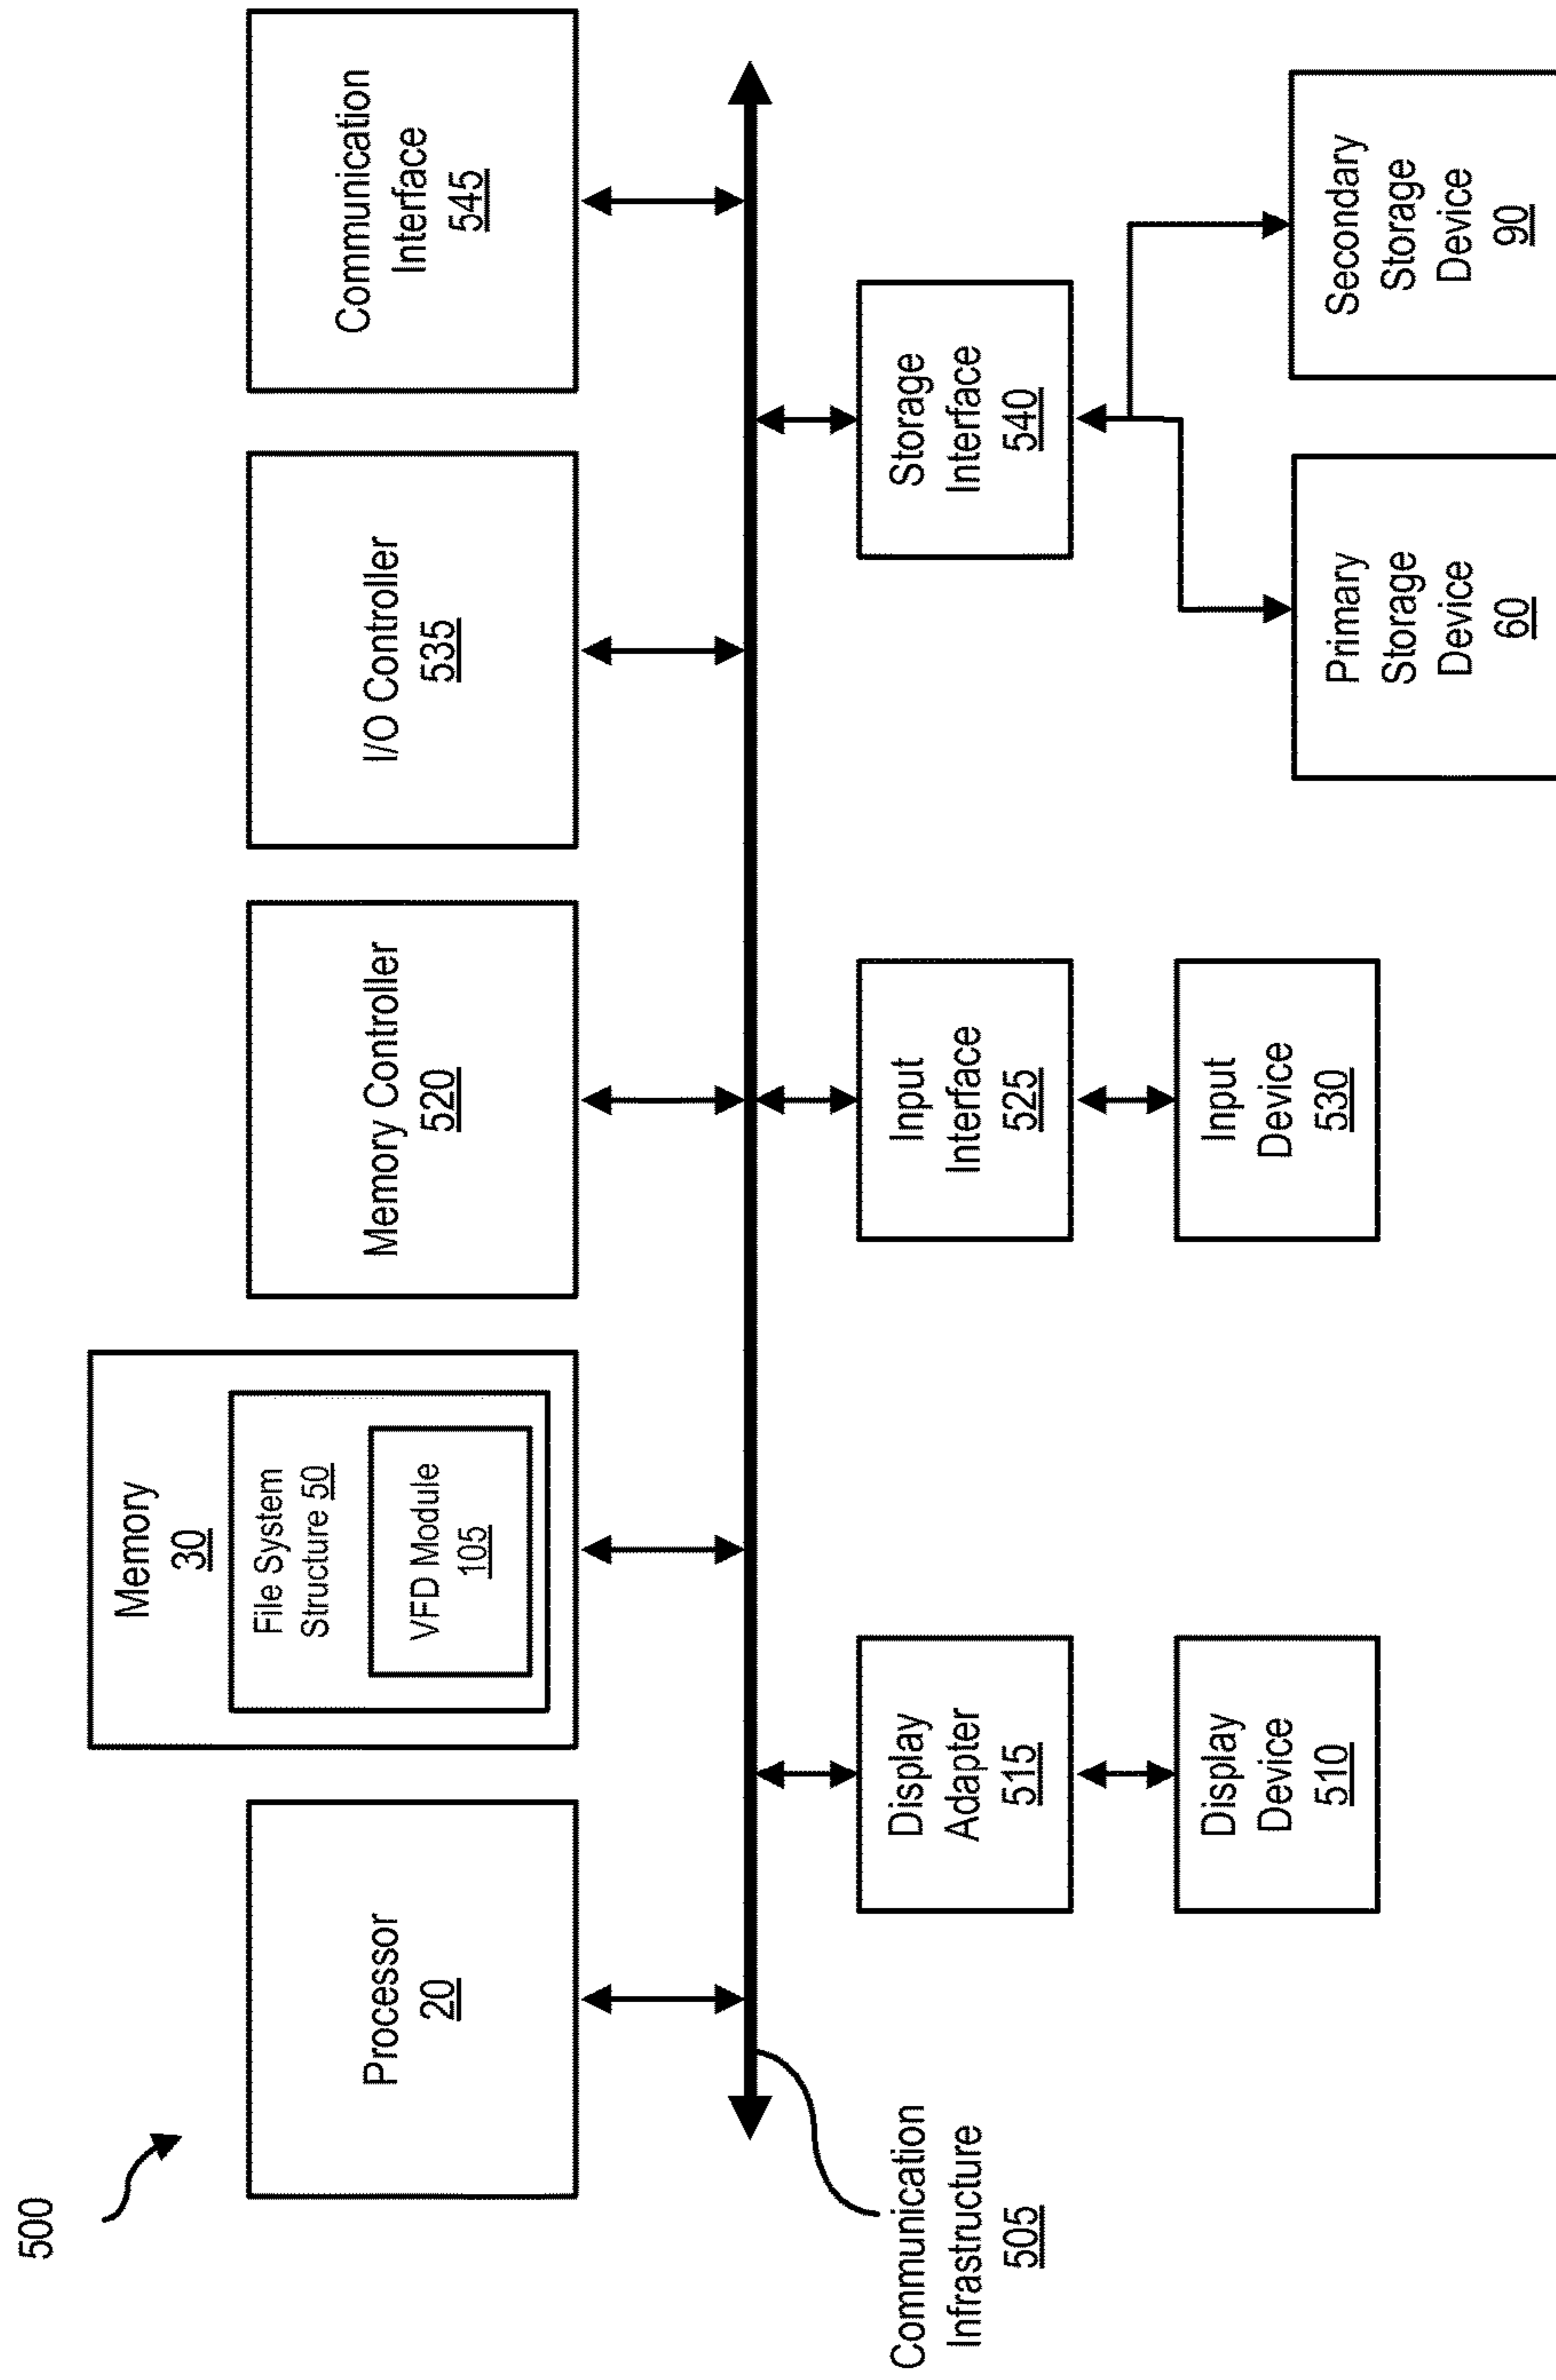 500
Processor
20
Memory
30
File System
Structure 50
VFD Module
105
Memory Controller
520
I/O Controller
535
Communication
Interface
545
Communication
Infrastructure
505
Display
Adapter
515
Display
Device
510
Input
Interface
525
Input
Device
530
Storage
Interface
540
Primary
Storage
Device
60
Secondary
Storage
Device
90